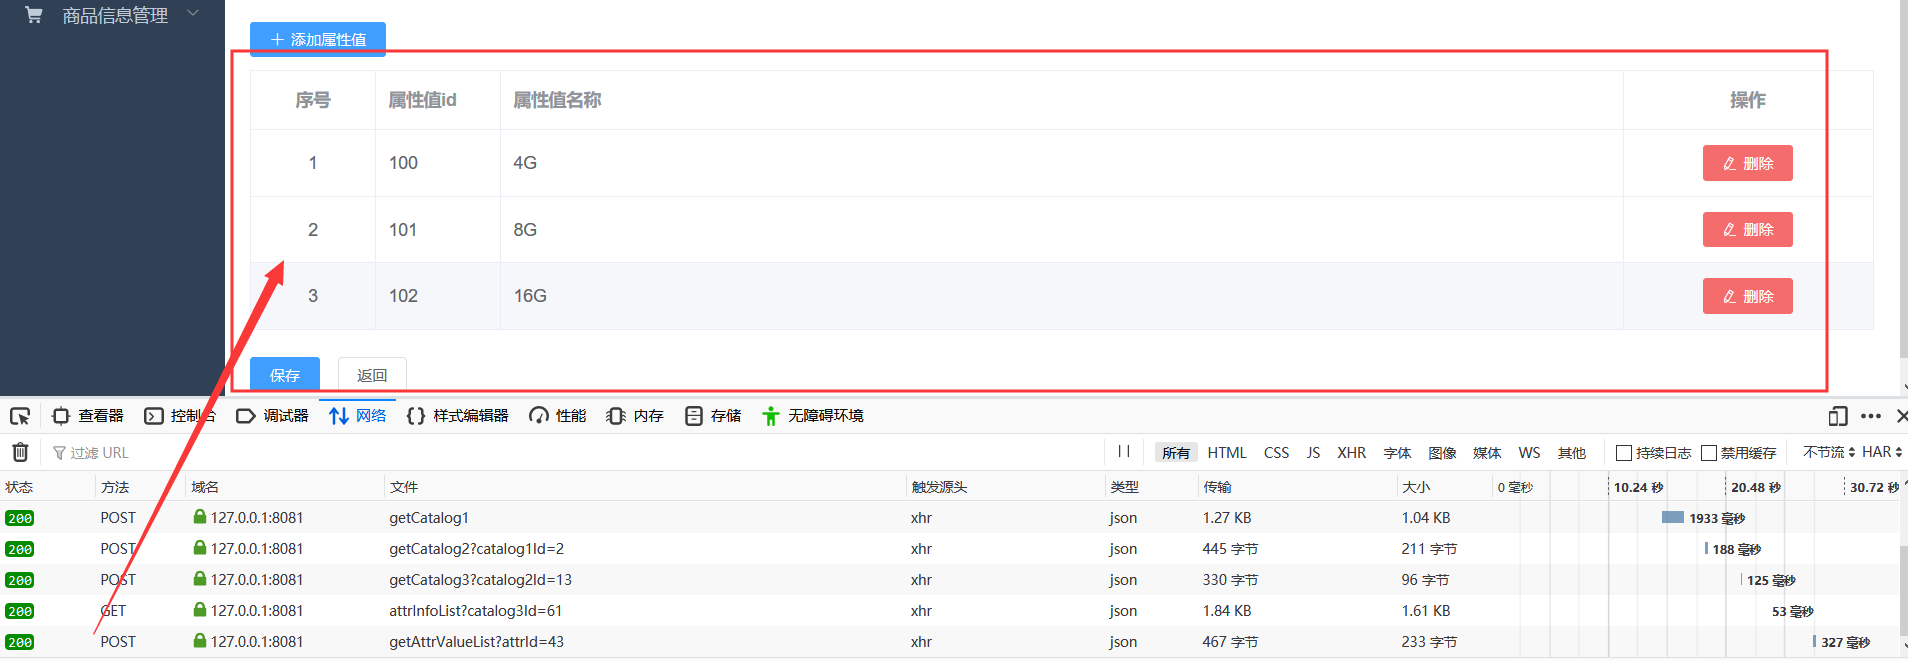 商品信息管理
添加属性值
序号 属性值id 属性值名称 操作
1 100 4G 删除
2 101 8G 删除
3 102 16G 删除
保存 返回
查看器 控制台 调试器 网络 样式编辑器 性能 内存 存储 无障碍环境
过滤 URL 所有 HTML CSS JS XHR 字体 图像 媒体 WS 其他 持续日志 禁用缓存 不节流 HAR
状态 方法 域名 文件 触发源头 类型 传输 大小 0 毫秒 10.24 秒 20.48 秒 30.72 秒
200 POST 127.0.0.1:8081 getCatalog1 xhr json 1.27 KB 1.04 KB 1933 毫秒
200 POST 127.0.0.1:8081 getCatalog2?catalog1Id=2 xhr json 445 字节 211 字节 188 毫秒
200 POST 127.0.0.1:8081 getCatalog3?catalog2Id=13 xhr json 330 字节 96 字节 125 毫秒
200 GET 127.0.0.1:8081 attrInfoList?catalog3Id=61 xhr json 1.84 KB 1.61 KB 53 毫秒
200 POST 127.0.0.1:8081 getAttrValueList?attrId=43 xhr json 467 字节 233 字节 327 毫秒